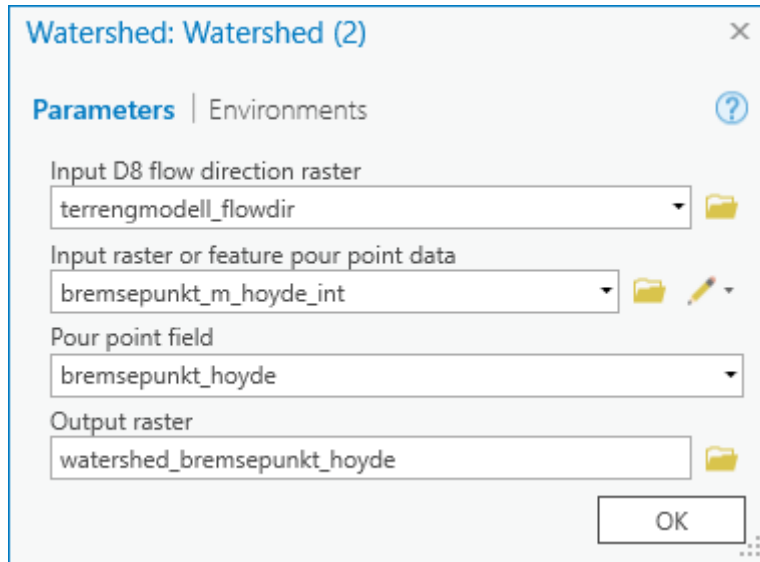 Watershed: Watershed (2)
Parameters | Environments
Input D8 flow direction raster
terrengmodell_flowdir
Input raster or feature pour point data
bremsepunkt_m_hoyde_int
Pour point field
bremsepunkt_hoyde
Output raster
watershed_bremsepunkt_hoyde
OK